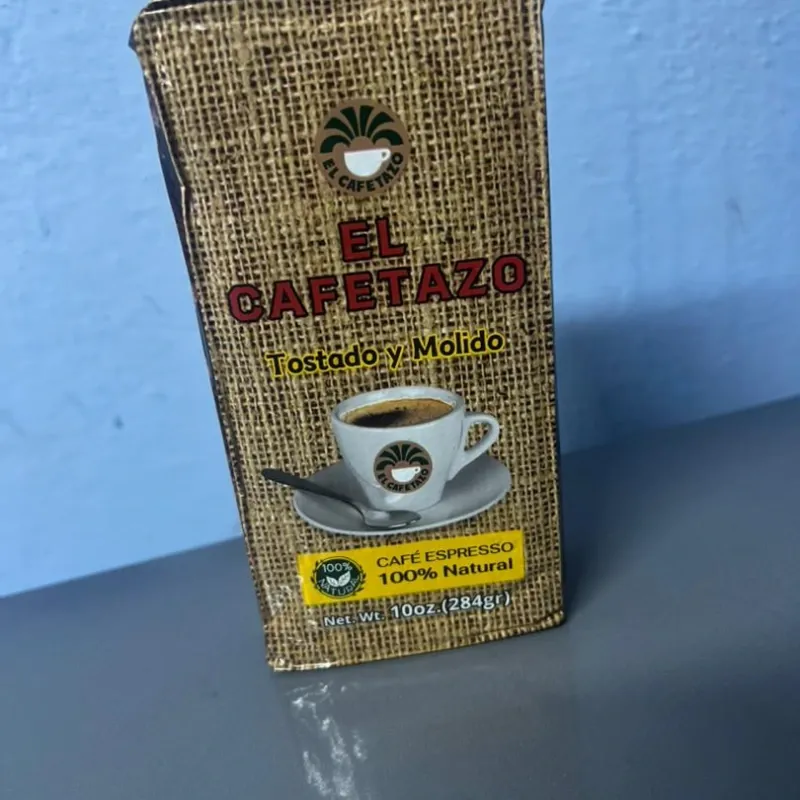 EL CAFETAZO
EL
CAFETAZO
Tostado y Molido
EL CAFETAZO
100%
NATURAL
CAFÉ ESPRESSO
100% Natural
Net. Wt. 10oz.(284gr)